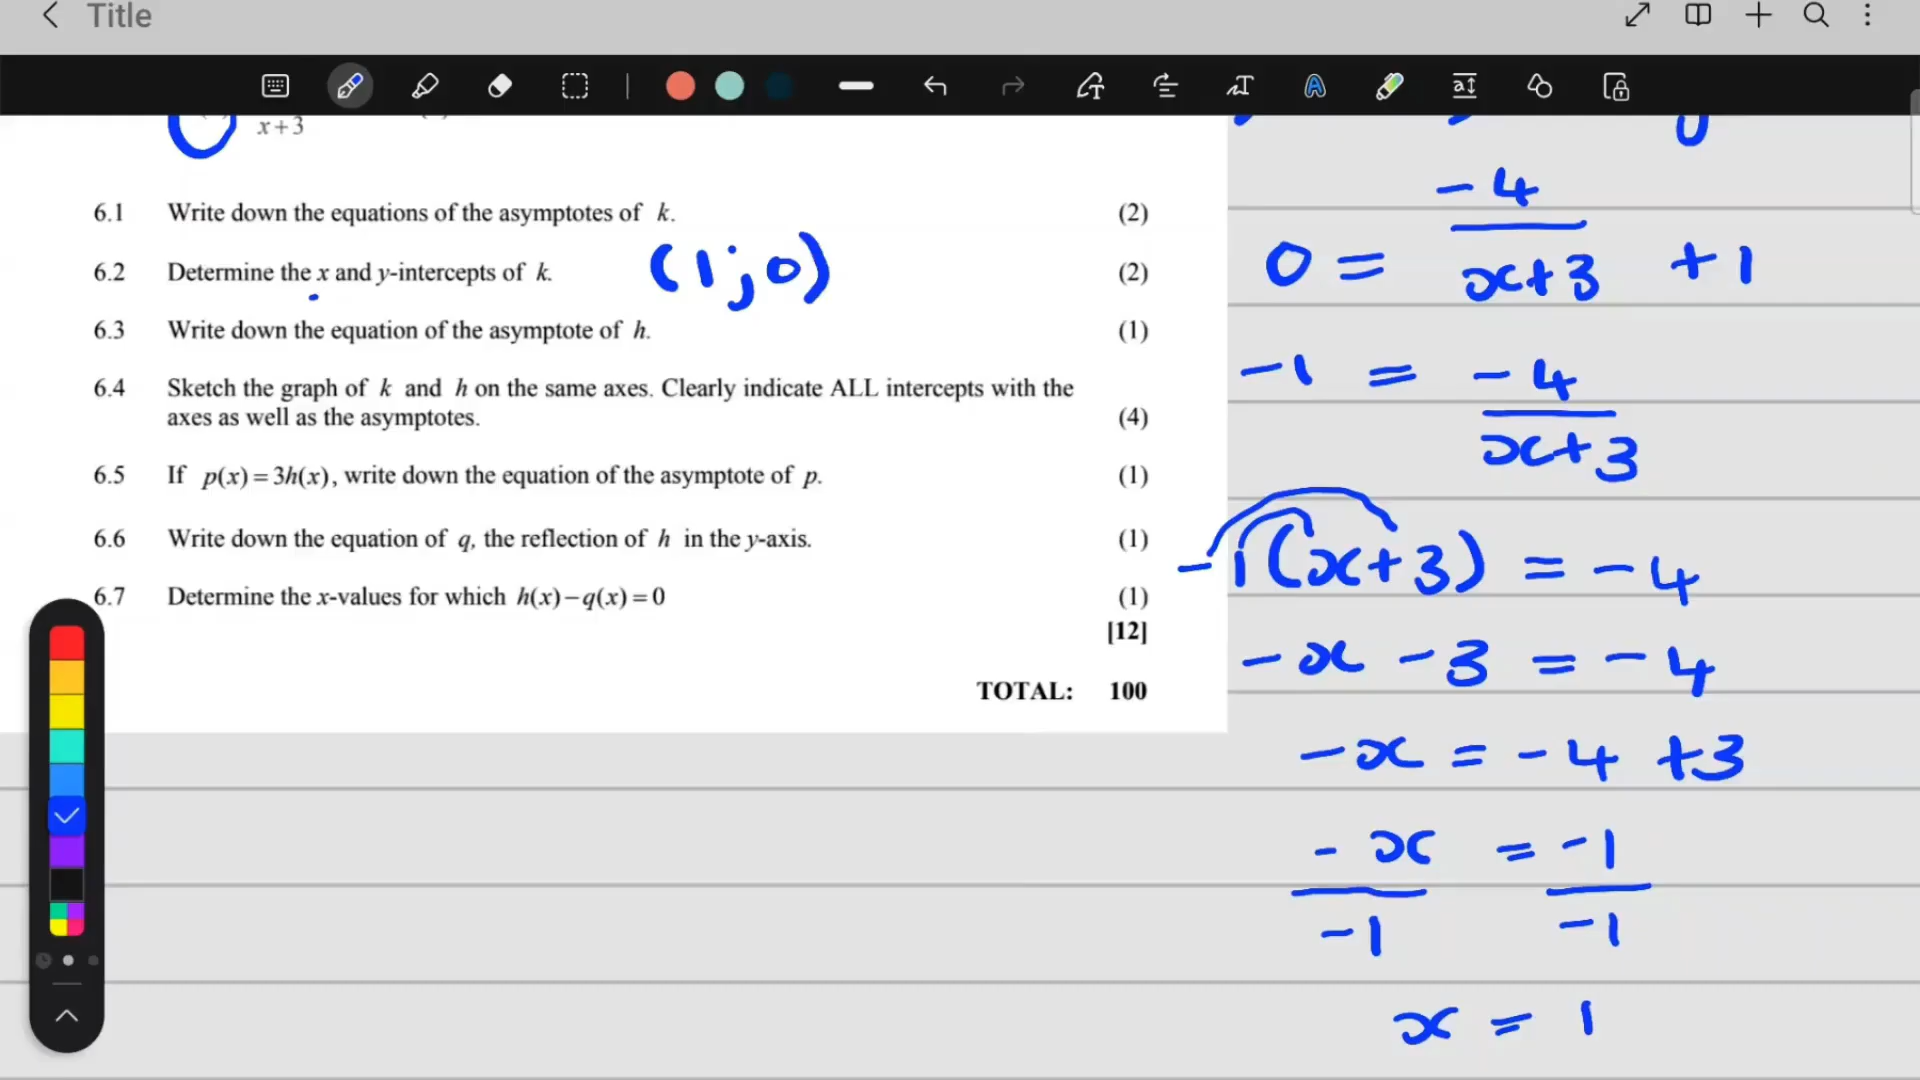 Title
x+3
6.1 Write down the equations of the asymptotes of k. (2)
6.2 Determine the x and y-intercepts of k. (1;0) (2)
6.3 Write down the equation of the asymptote of h. (1)
6.4 Sketch the graph of k and h on the same axes. Clearly indicate ALL intercepts with the
axes as well as the asymptotes. (4)
6.5 If p(x)=3h(x), write down the equation of the asymptote of p. (1)
6.6 Write down the equation of q, the reflection of h in the y-axis. (1)
6.7 Determine the x-values for which h(x)−q(x)=0 (1)
[12]
TOTAL: 100
-4
0 = x+3 +1
-1 = -4
x+3
-1(x+3) = -4
-x -3 = -4
-x = -4 +3
-x = -1
-1 -1
x = 1